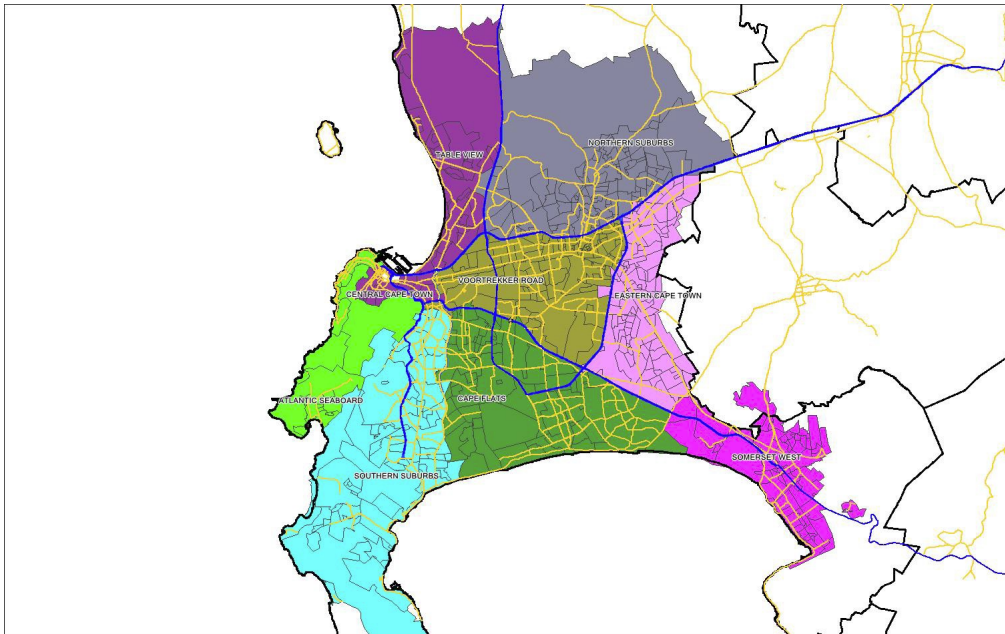 TABLE VIEW
NORTHERN SUBURBS
VOORTREKKER ROAD
CENTRAL CAPE TOWN
EASTERN CAPE TOWN
ATLANTIC SEABOARD
CAPE FLATS
SOMERSET WEST
SOUTHERN SUBURBS